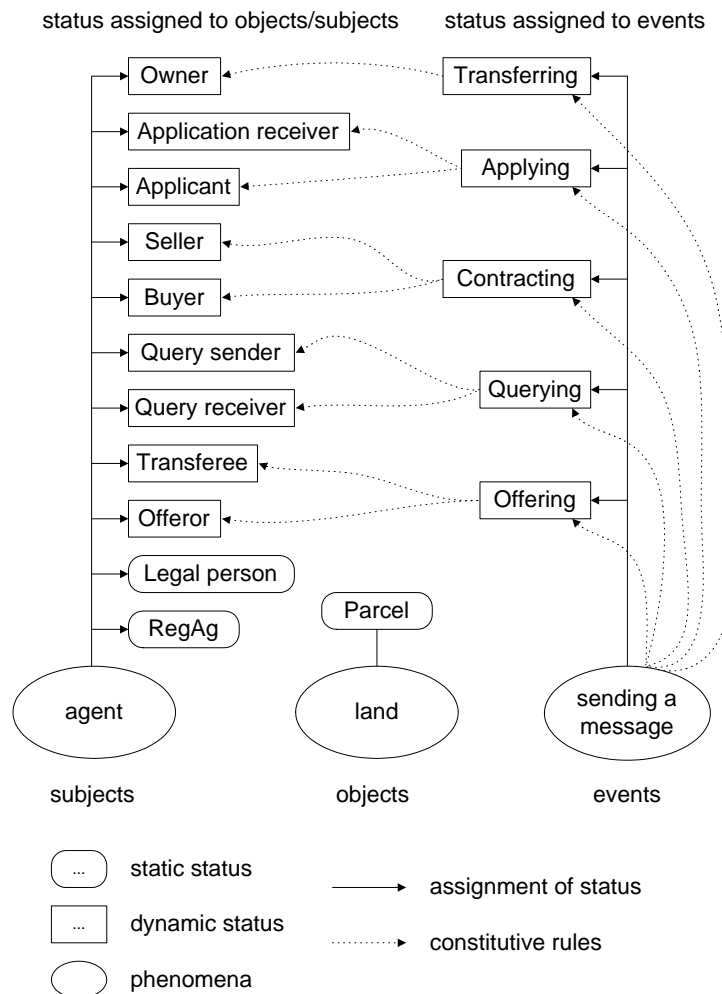 status assigned to objects/subjects
status assigned to events
Owner
Transferring
Application receiver
Applying
Applicant
Seller
Contracting
Buyer
Query sender
Querying
Query receiver
Transferee
Offering
Offeror
Legal person
Parcel
RegAg
agent
land
sending a
message
subjects
objects
events
...
static status
assignment of status
...
dynamic status
constitutive rules
phenomena